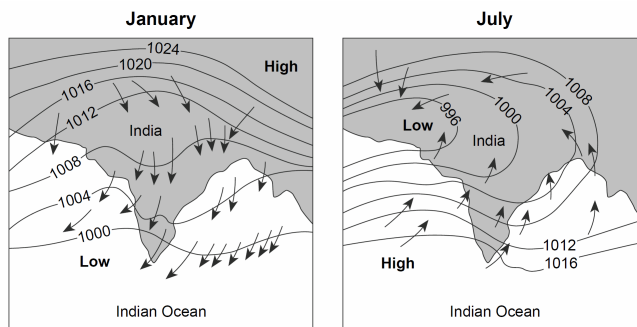 January
1024
1020
High
1016
1012
India
1008
1004
1000
Low
Indian Ocean
July
1008
1004
1000
996
Low
India
1012
High
1016
Indian Ocean